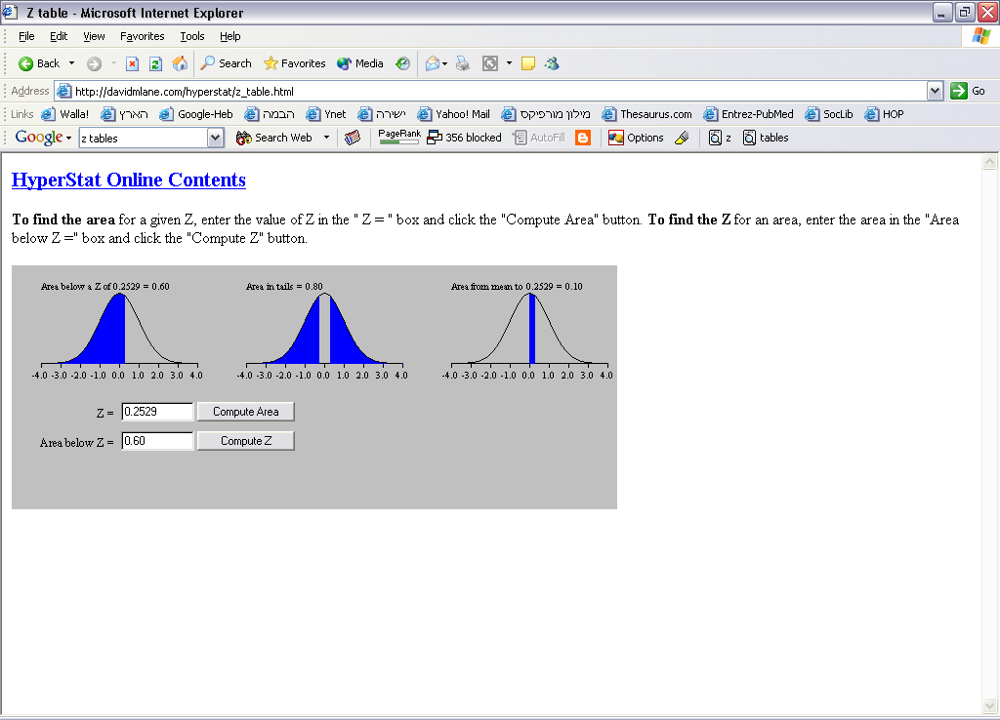 Z table - Microsoft Internet Explorer
File Edit View Favorites Tools Help
Back Search Favorites Media
Address http://davidmlane.com/hyperstat/z_table.html Go
Links Walla! הארץ Google-Heb הבמה Ynet ישירה Yahoo! Mail מילון מורפיקס Thesaurus.com Entrez-PubMed SocLib HOP
Google z tables Search Web PageRank 356 blocked AutoFill Options z tables
HyperStat Online Contents
To find the area for a given Z, enter the value of Z in the " Z = " box and click the "Compute Area" button. To find the Z for an area, enter the area in the "Area
below Z =" box and click the "Compute Z" button.
Area below a Z of 0.2529 = 0.60 Area in tails = 0.80 Area from mean to 0.2529 = 0.10
-4.0 -3.0 -2.0 -1.0 0.0 1.0 2.0 3.0 4.0 -4.0 -3.0 -2.0 -1.0 0.0 1.0 2.0 3.0 4.0 -4.0 -3.0 -2.0 -1.0 0.0 1.0 2.0 3.0 4.0
Z = 0.2529 Compute Area
Area below Z = 0.60 Compute Z